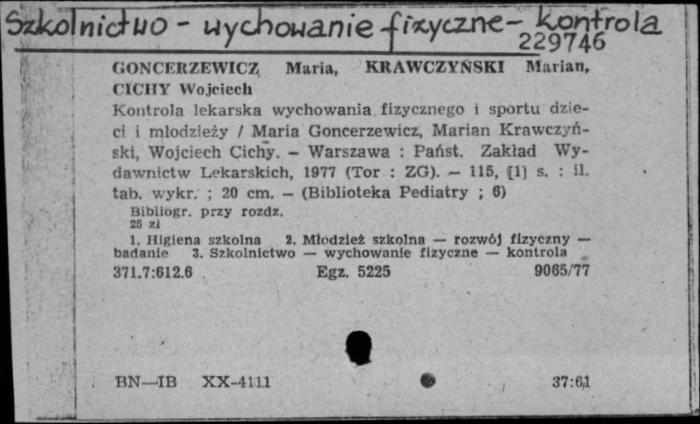 Szkolnictwo - wychowanie fizyczne - kontrola
229746
GONCERZEWICZ Maria, KRAWCZYŃSKI Marian,
CICHY Wojciech
Kontrola lekarska wychowania fizycznego i sportu dzie-
ci i młodzieży / Maria Goncerzewicz, Marian Krawczyń-
ski, Wojciech Cichy. — Warszawa : Państ. Zakład Wy-
dawnictw Lekarskich, 1977 (Tor : ZG). — 115, [1] s. : il.
tab. wykr. ; 20 cm. — (Biblioteka Pediatry ; 6)
Bibliogr. przy rozdz.
25 zł
1. Higiena szkolna 2. Młodzież szkolna — rozwój fizyczny —
badanie 3. Szkolnictwo — wychowanie fizyczne — kontrola
371.7:612.6 Egz. 5225 9065/77
BN—IB XX-4111 37:61